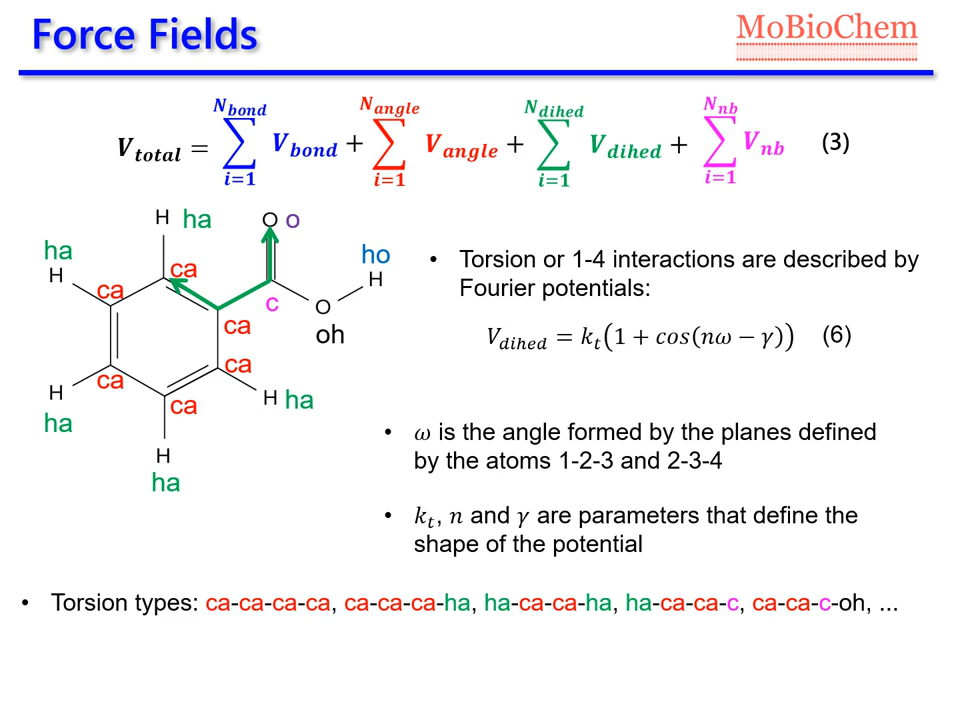 Force Fields
MoBioChem
V_total = ∑_{i=1}^{N_bond} V_bond + ∑_{i=1}^{N_angle} V_angle + ∑_{i=1}^{N_dihed} V_dihed + ∑_{i=1}^{N_nb} V_nb (3)
H ha
O o
ha
H
ho
H
ca
ca
c
O
oh
ca
ca
ca
ca
H
ha
H ha
H
ha
• Torsion or 1-4 interactions are described by
Fourier potentials:
V_dihed = k_t(1 + cos(nω − γ)) (6)
• ω is the angle formed by the planes defined
by the atoms 1-2-3 and 2-3-4
• k_t, n and γ are parameters that define the
shape of the potential
• Torsion types: ca-ca-ca-ca, ca-ca-ca-ha, ha-ca-ca-ha, ha-ca-ca-c, ca-ca-c-oh, ...